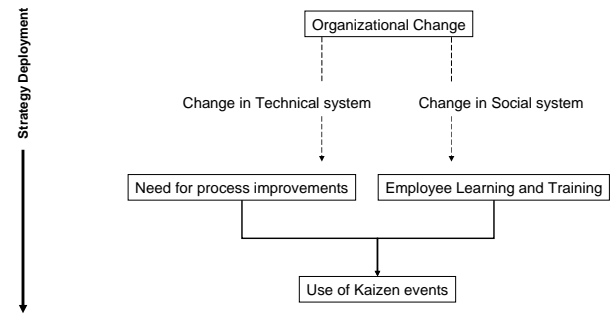 Strategy Deployment
Organizational Change
Change in Technical system
Change in Social system
Need for process improvements
Employee Learning and Training
Use of Kaizen events